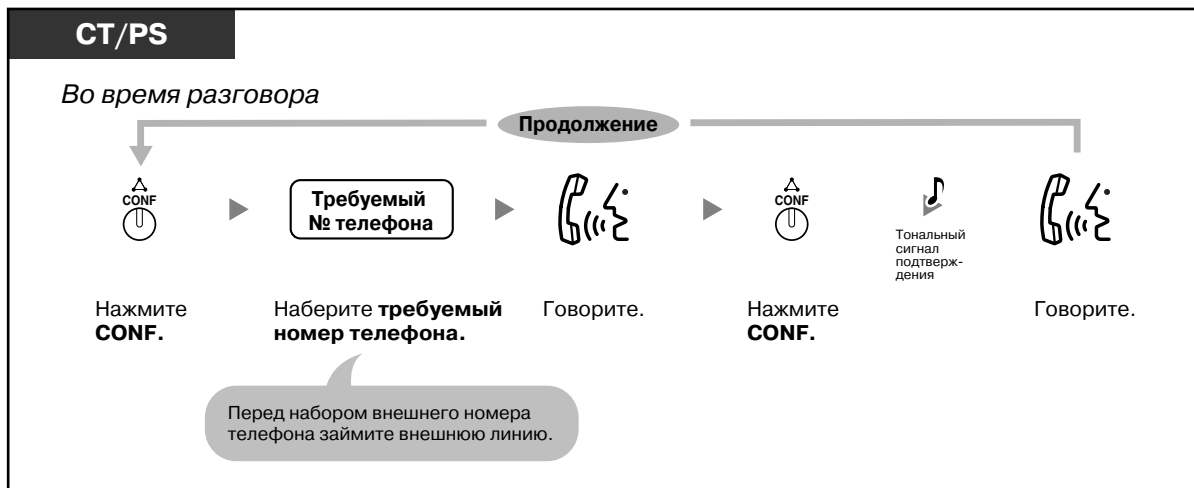 CT/PS
Во время разговора
Продолжение
CONF
Требуемый
№ телефона
CONF
Тональный
сигнал
подтверж-
дения
Нажмите
CONF.
Наберите требуемый
номер телефона.
Говорите.
Нажмите
CONF.
Говорите.
Перед набором внешнего номера
телефона займите внешнюю линию.